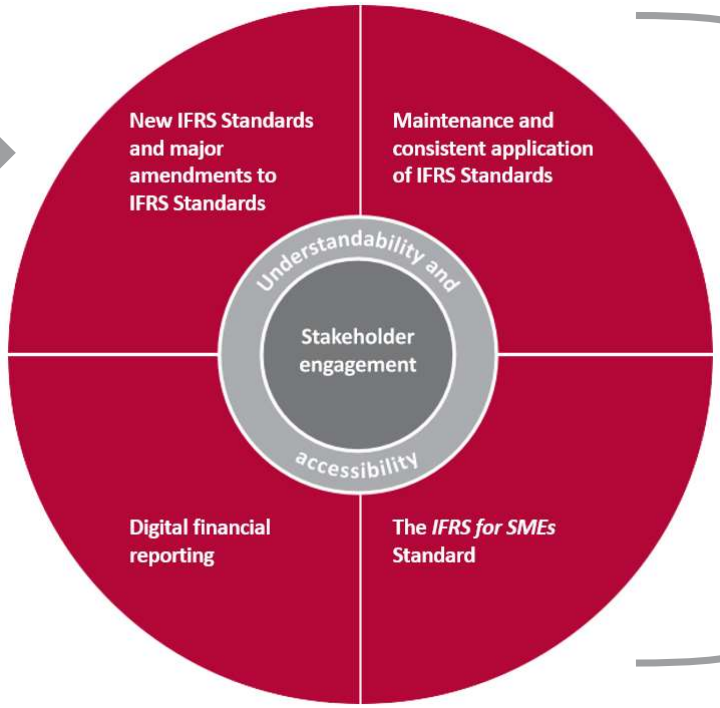 New IFRS Standards
and major
amendments to
IFRS Standards
Maintenance and
consistent application
of IFRS Standards
Understandability and
Stakeholder
engagement
accessibility
Digital financial
reporting
The IFRS for SMEs
Standard